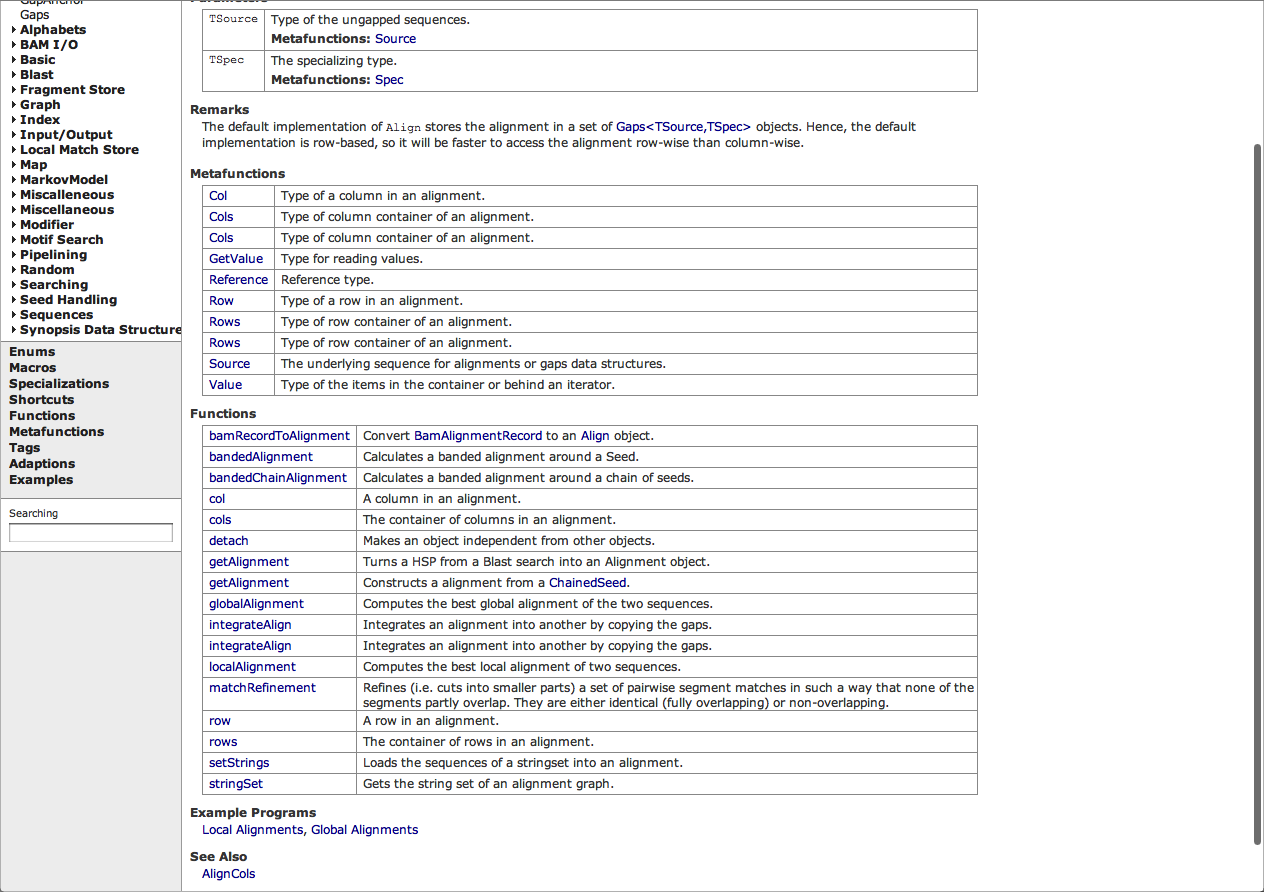 GapAnchor
Gaps
Alphabets
BAM I/O
Basic
Blast
Fragment Store
Graph
Index
Input/Output
Local Match Store
Map
MarkovModel
Miscalleneous
Miscellaneous
Modifier
Motif Search
Pipelining
Random
Searching
Seed Handling
Sequences
Synopsis Data Structure
Enums
Macros
Specializations
Shortcuts
Functions
Metafunctions
Tags
Adaptions
Examples
Searching
Parameters
TSource Type of the ungapped sequences.
Metafunctions: Source
TSpec The specializing type.
Metafunctions: Spec
Remarks
The default implementation of Align stores the alignment in a set of Gaps<TSource,TSpec> objects. Hence, the default
implementation is row-based, so it will be faster to access the alignment row-wise than column-wise.
Metafunctions
Col Type of a column in an alignment.
Cols Type of column container of an alignment.
Cols Type of column container of an alignment.
GetValue Type for reading values.
Reference Reference type.
Row Type of a row in an alignment.
Rows Type of row container of an alignment.
Rows Type of row container of an alignment.
Source The underlying sequence for alignments or gaps data structures.
Value Type of the items in the container or behind an iterator.
Functions
bamRecordToAlignment Convert BamAlignmentRecord to an Align object.
bandedAlignment Calculates a banded alignment around a Seed.
bandedChainAlignment Calculates a banded alignment around a chain of seeds.
col A column in an alignment.
cols The container of columns in an alignment.
detach Makes an object independent from other objects.
getAlignment Turns a HSP from a Blast search into an Alignment object.
getAlignment Constructs a alignment from a ChainedSeed.
globalAlignment Computes the best global alignment of the two sequences.
integrateAlign Integrates an alignment into another by copying the gaps.
integrateAlign Integrates an alignment into another by copying the gaps.
localAlignment Computes the best local alignment of two sequences.
matchRefinement Refines (i.e. cuts into smaller parts) a set of pairwise segment matches in such a way that none of the
segments partly overlap. They are either identical (fully overlapping) or non-overlapping.
row A row in an alignment.
rows The container of rows in an alignment.
setStrings Loads the sequences of a stringset into an alignment.
stringSet Gets the string set of an alignment graph.
Example Programs
Local Alignments, Global Alignments
See Also
AlignCols